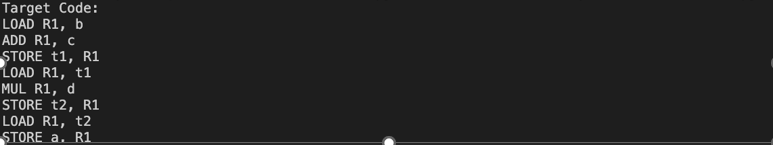 Target Code:
LOAD R1, b
ADD R1, c
STORE t1, R1
LOAD R1, t1
MUL R1, d
STORE t2, R1
LOAD R1, t2
STORE a, R1